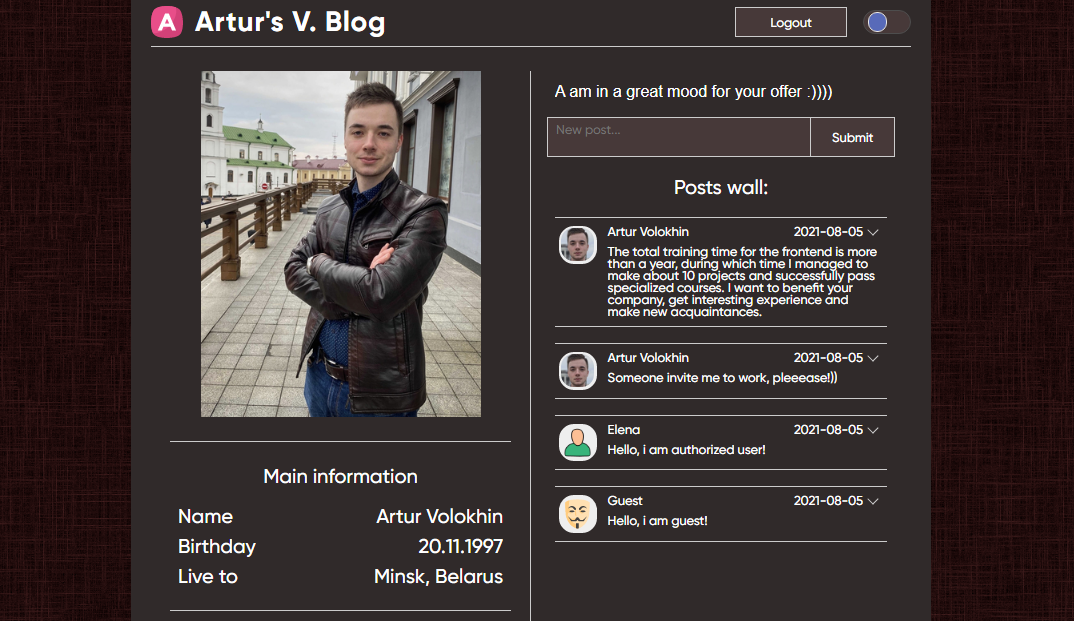 A Artur's V. Blog
Logout
A am in a great mood for your offer :))))
New post...
Submit
Posts wall:
Artur Volokhin 2021-08-05
The total training time for the frontend is more
than a year, during which time I managed to
make about 10 projects and successfully pass
specialized courses. I want to benefit your
company, get interesting experience and
make new acquaintances.
Artur Volokhin 2021-08-05
Someone invite me to work, pleeease!))
Elena 2021-08-05
Hello, i am authorized user!
Guest 2021-08-05
Hello, i am guest!
Main information
Name Artur Volokhin
Birthday 20.11.1997
Live to Minsk, Belarus